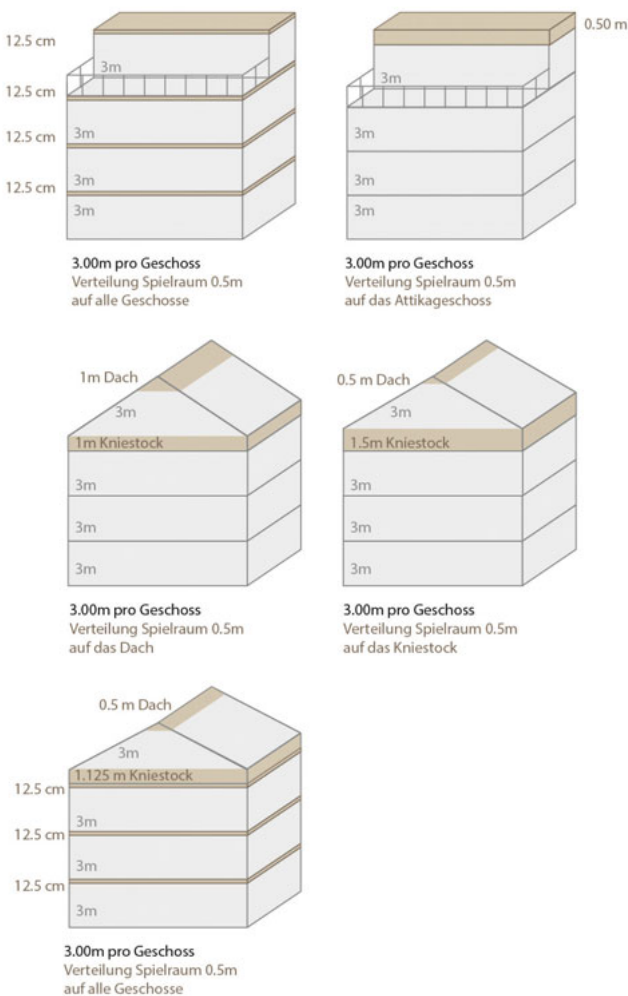 12.5 cm
3m
12.5 cm
3m
12.5 cm
3m
12.5 cm
3m
3.00m pro Geschoss
Verteilung Spielraum 0.5m
auf alle Geschosse
0.50 m
3m
3m
3m
3m
3.00m pro Geschoss
Verteilung Spielraum 0.5m
auf das Attikageschoss
1m Dach
3m
1m Kniestock
3m
3m
3m
3.00m pro Geschoss
Verteilung Spielraum 0.5m
auf das Dach
0.5 m Dach
3m
1.5m Kniestock
3m
3m
3m
3.00m pro Geschoss
Verteilung Spielraum 0.5m
auf das Kniestock
0.5 m Dach
3m
1.125 m Kniestock
12.5 cm
3m
12.5 cm
3m
12.5 cm
3m
3.00m pro Geschoss
Verteilung Spielraum 0.5m
auf alle Geschosse